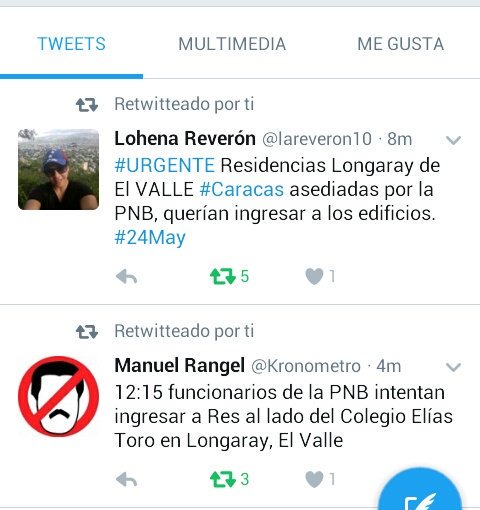 TWEETS MULTIMEDIA ME GUSTA
Retwitteado por ti
Lohena Reverón @lareveron10 · 8m
#URGENTE Residencias Longaray de
El VALLE #Caracas asediadas por la
PNB, querían ingresar a los edificios.
#24May
5 1
Retwitteado por ti
Manuel Rangel @Kronometro · 4m
12:15 funcionarios de la PNB intentan
ingresar a Res al lado del Colegio Elías
Toro en Longaray, El Valle
3 1